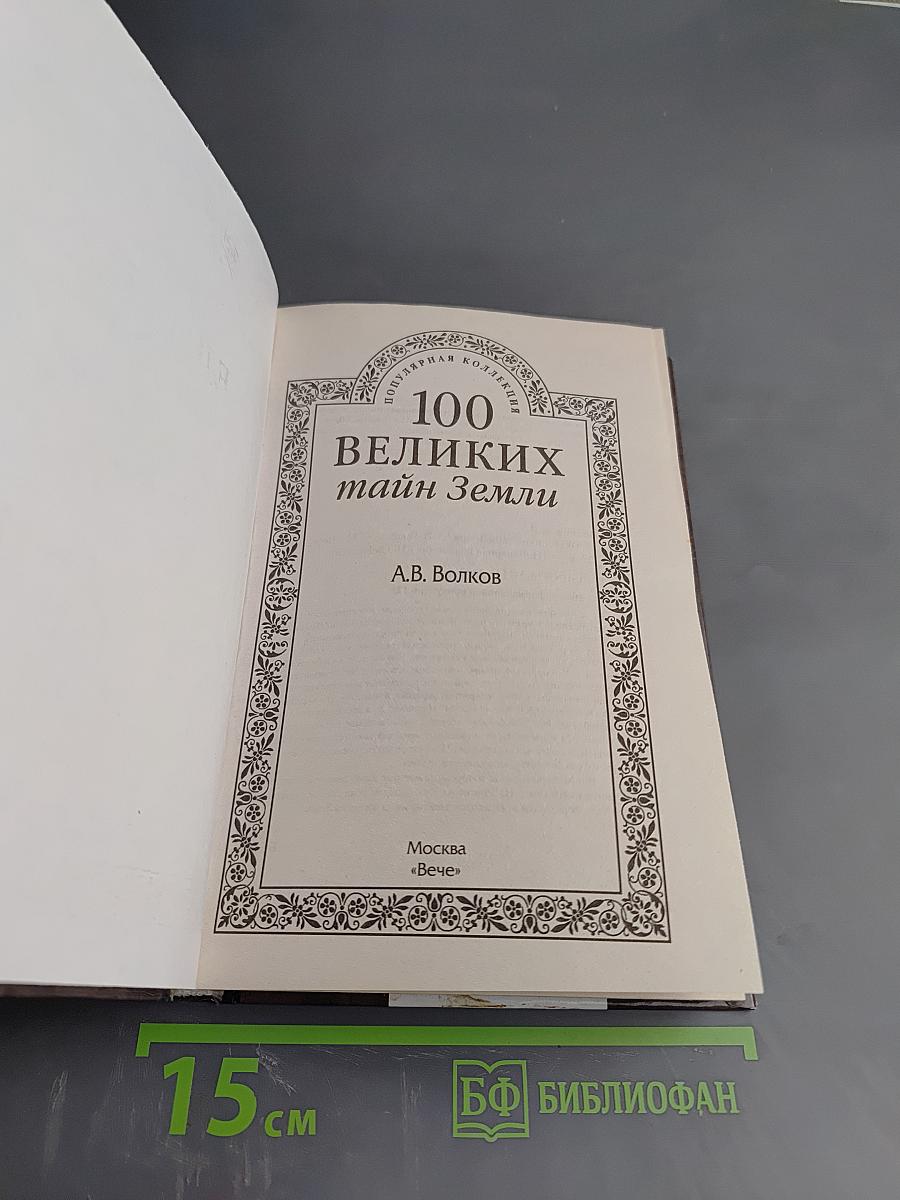 ПОПУЛЯРНАЯ КОЛЛЕКЦИЯ
100
ВЕЛИКИХ
тайн Земли
А.В. Волков
Москва
«Вече»
15 см
БФ БИБЛИОФАН